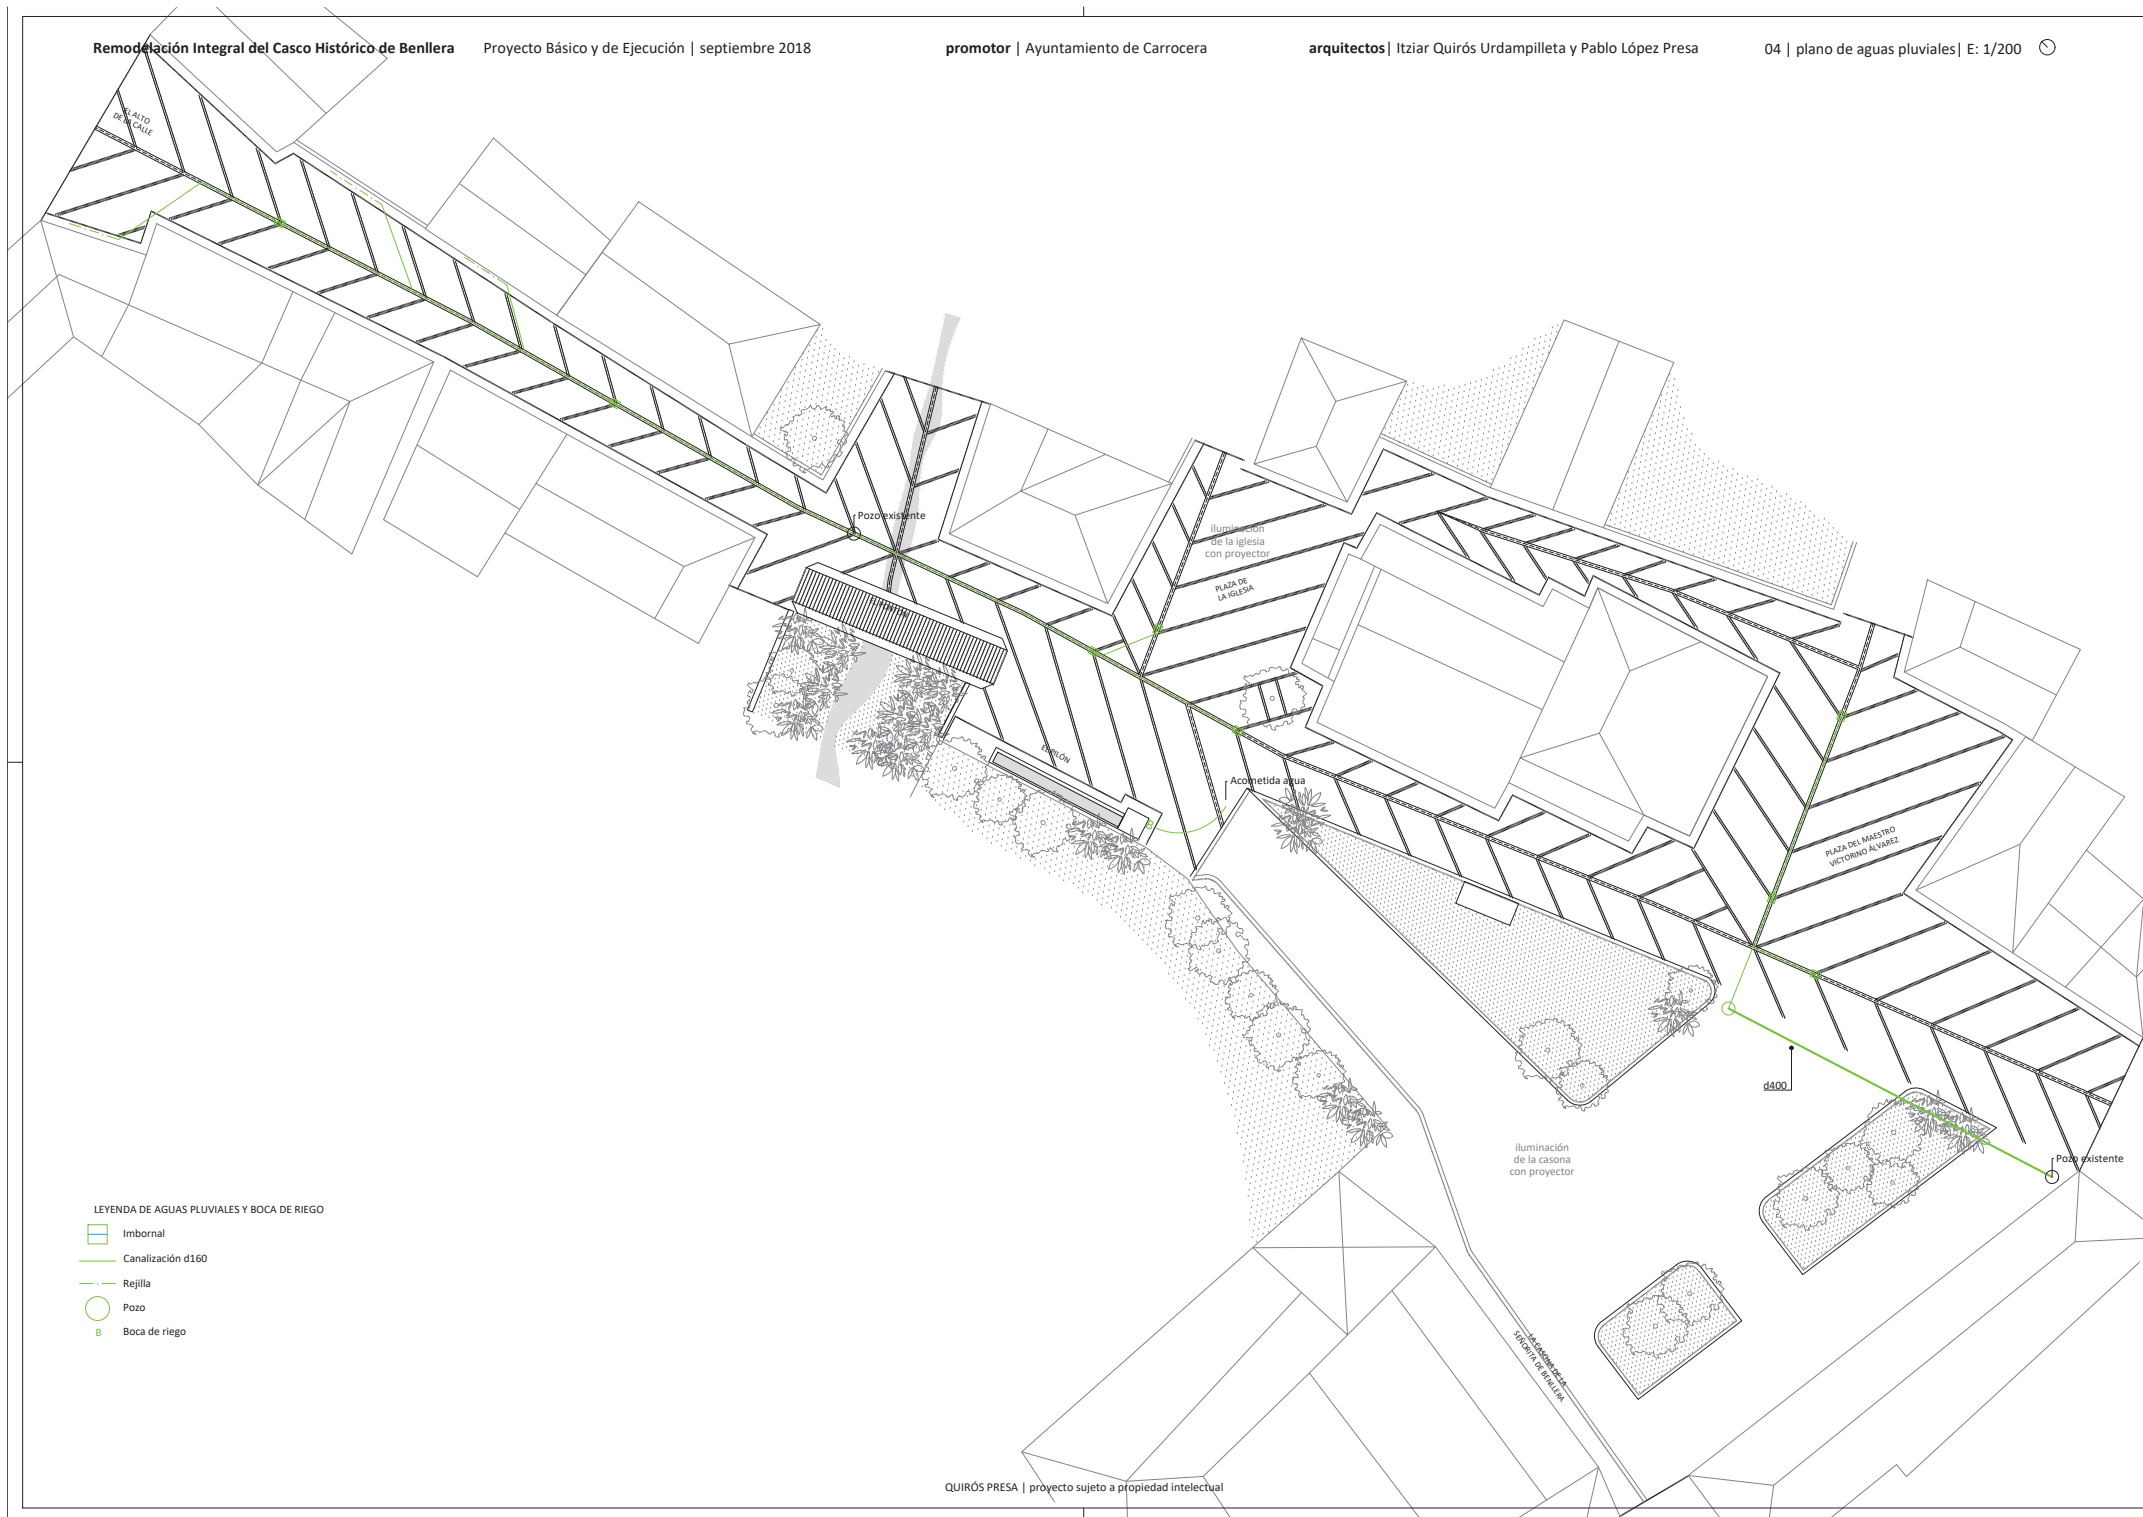 Remodelación Integral del Casco Histórico de Benllera Proyecto Básico y de Ejecución | septiembre 2018 promotor | Ayuntamiento de Carrocera arquitectos | Itziar Quirós Urdampilleta y Pablo López Presa 04 | plano de aguas pluviales | E: 1/200
EL ALTO
DE LA CALLE
Pozo existente
iluminación
de la iglesia
con proyector
PLAZA DE
LA IGLESIA
EL PILÓN
Acometida agua
B
PLAZA DEL MAESTRO
VICTORINO ÁLVAREZ
d400
iluminación
de la casona
con proyector
Pozo existente
LA CASONA DE LA
SEÑORITA DE BENLLERA
LEYENDA DE AGUAS PLUVIALES Y BOCA DE RIEGO
Imbornal
Canalización d160
Rejilla
Pozo
B Boca de riego
QUIRÓS PRESA | proyecto sujeto a propiedad intelectual